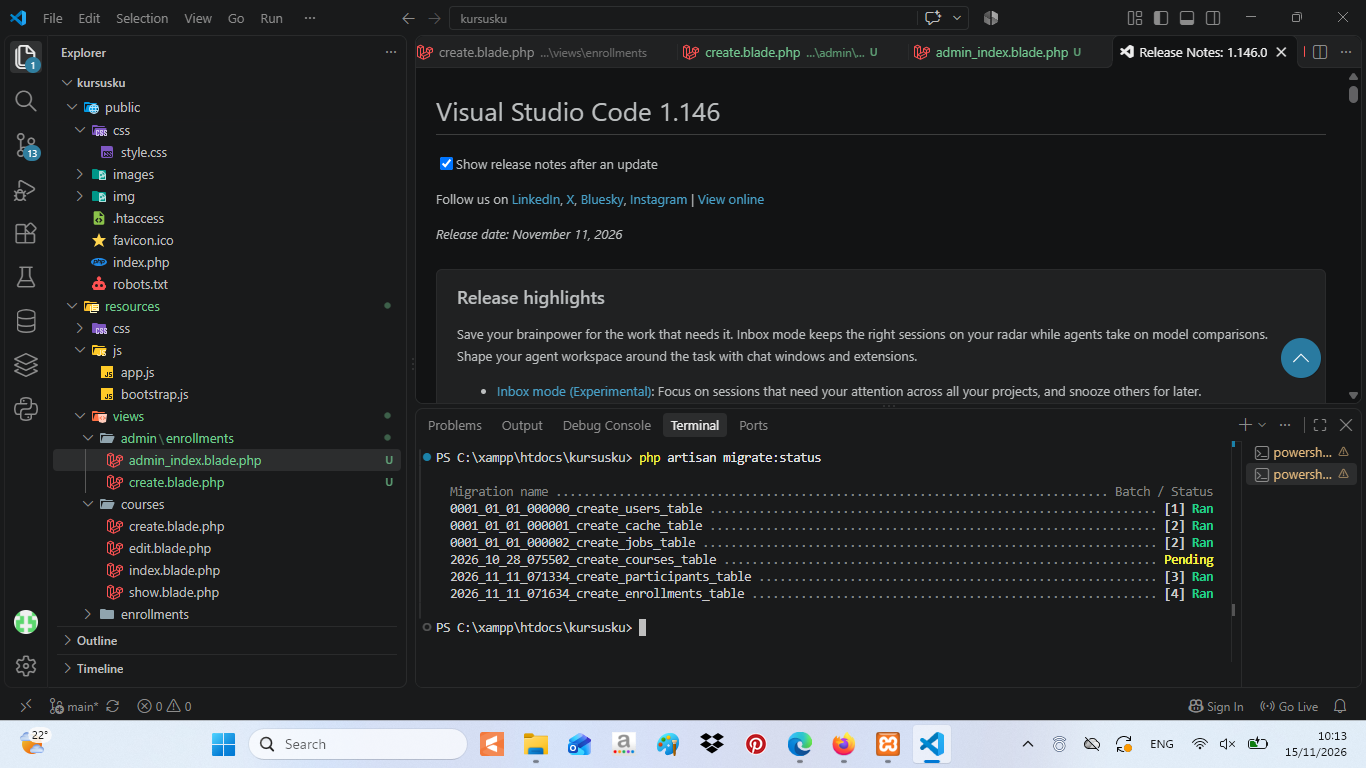 File Edit Selection View Go Run ··· kursusku
Explorer ···
kursusku
public
css
style.css
images
img
.htaccess
favicon.ico
index.php
robots.txt
resources
css
js
app.js
bootstrap.js
views
admin\enrollments
admin_index.blade.php U
create.blade.php U
courses
create.blade.php
edit.blade.php
index.blade.php
show.blade.php
enrollments
Outline
Timeline
1
13
create.blade.php ...\views\enrollments create.blade.php ...\admin\... U admin_index.blade.php U Release Notes: 1.146.0
Visual Studio Code 1.146
Show release notes after an update
Follow us on LinkedIn, X, Bluesky, Instagram | View online
Release date: November 11, 2026
Release highlights
Save your brainpower for the work that needs it. Inbox mode keeps the right sessions on your radar while agents take on model comparisons.
Shape your agent workspace around the task with chat windows and extensions.
• Inbox mode (Experimental): Focus on sessions that need your attention across all your projects, and snooze others for later.
Problems Output Debug Console Terminal Ports
PS C:\xampp\htdocs\kursusku> php artisan migrate:status
Migration name .............................................................................. Batch / Status
0001_01_01_000000_create_users_table ............................................................... [1] Ran
0001_01_01_000001_create_cache_table ............................................................... [2] Ran
0001_01_01_000002_create_jobs_table ................................................................ [2] Ran
2026_10_28_075502_create_courses_table ............................................................. Pending
2026_11_11_071334_create_participants_table ........................................................ [3] Ran
2026_11_11_071634_create_enrollments_table ......................................................... [4] Ran
PS C:\xampp\htdocs\kursusku>
powersh...
powersh...
main* 0 0 Sign In Go Live
22° Search ENG 10:13
15/11/2026